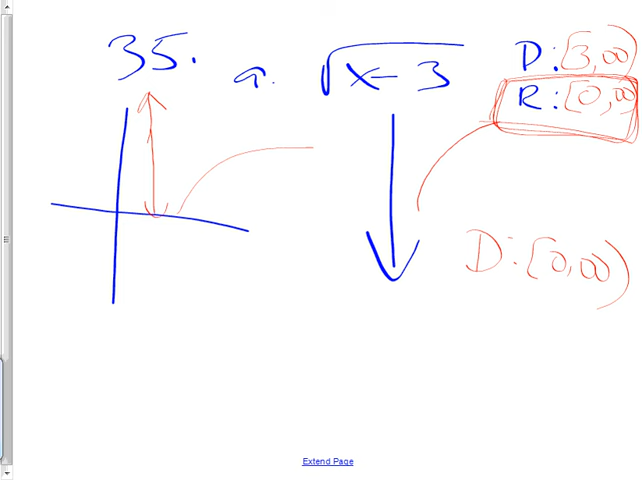 35.
a. √x-3
D: [3,∞)
R: [0,∞)
D: [0,∞)
Extend Page